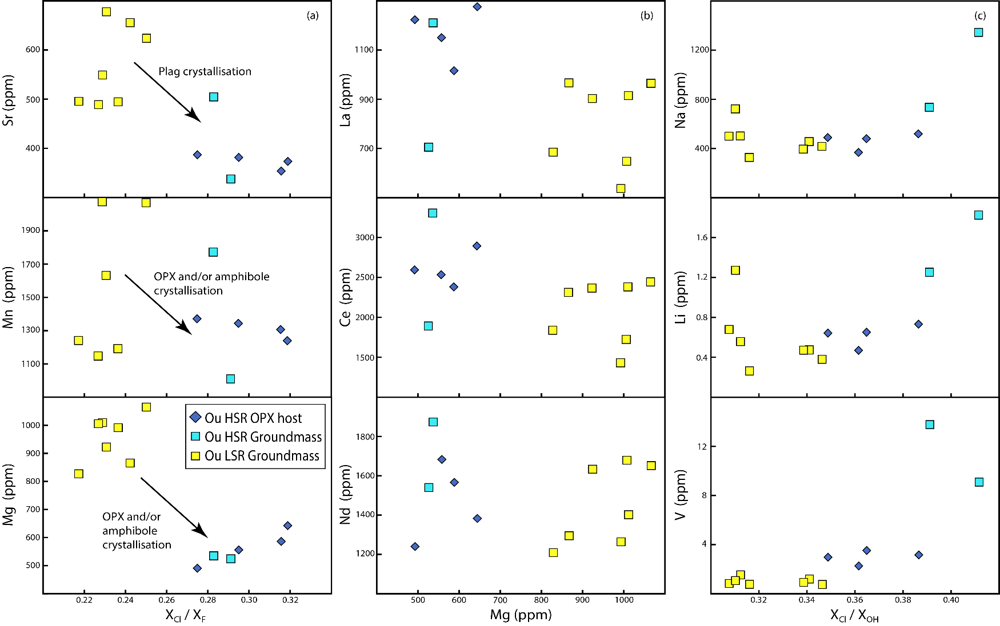 (a)
Sr (ppm)
600
500
400
Plag crystallisation
Mn (ppm)
1900
1700
1500
1300
1100
OPX and/or amphibole
crystallisation
Mg (ppm)
1000
900
800
700
600
500
OPX and/or
amphibole
crystallisation
Ou HSR OPX host
Ou HSR Groundmass
Ou LSR Groundmass
0.22 0.24 0.26 0.28 0.30 0.32
XCl / XF
(b)
La (ppm)
1100
900
700
Ce (ppm)
3000
2500
2000
1500
Nd (ppm)
1800
1600
1400
1200
500 600 700 800 900 1000
Mg (ppm)
(c)
Na (ppm)
1200
800
400
Li (ppm)
1.6
1.2
0.8
0.4
V (ppm)
12
8
4
0.32 0.34 0.36 0.38 0.40
XCl / XOH